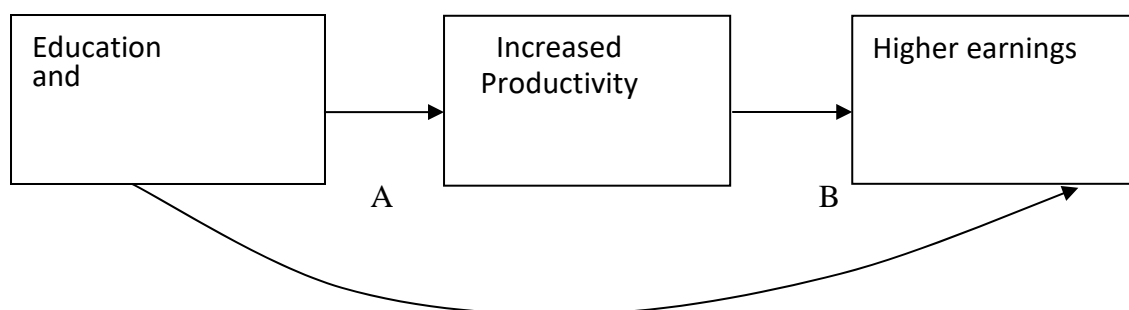 Education
and
Increased
Productivity
Higher earnings
A
B